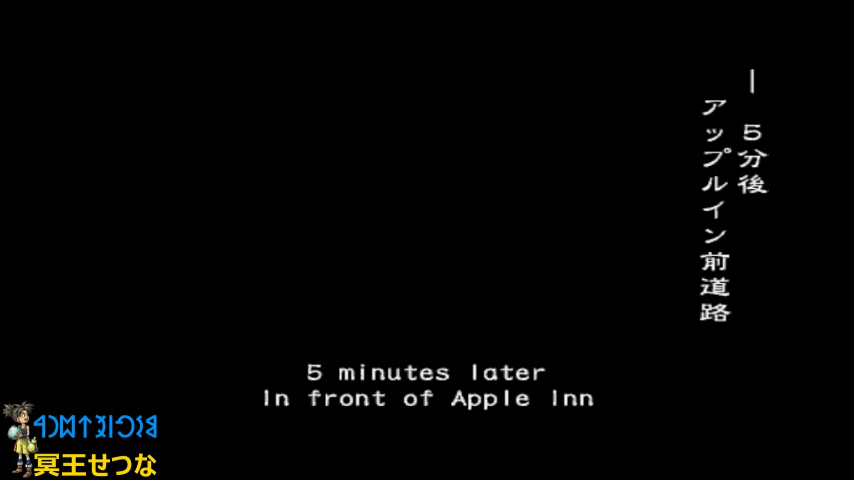 — 5分後
アップルイン前道路
5 minutes later
In front of Apple Inn
冥王せつな